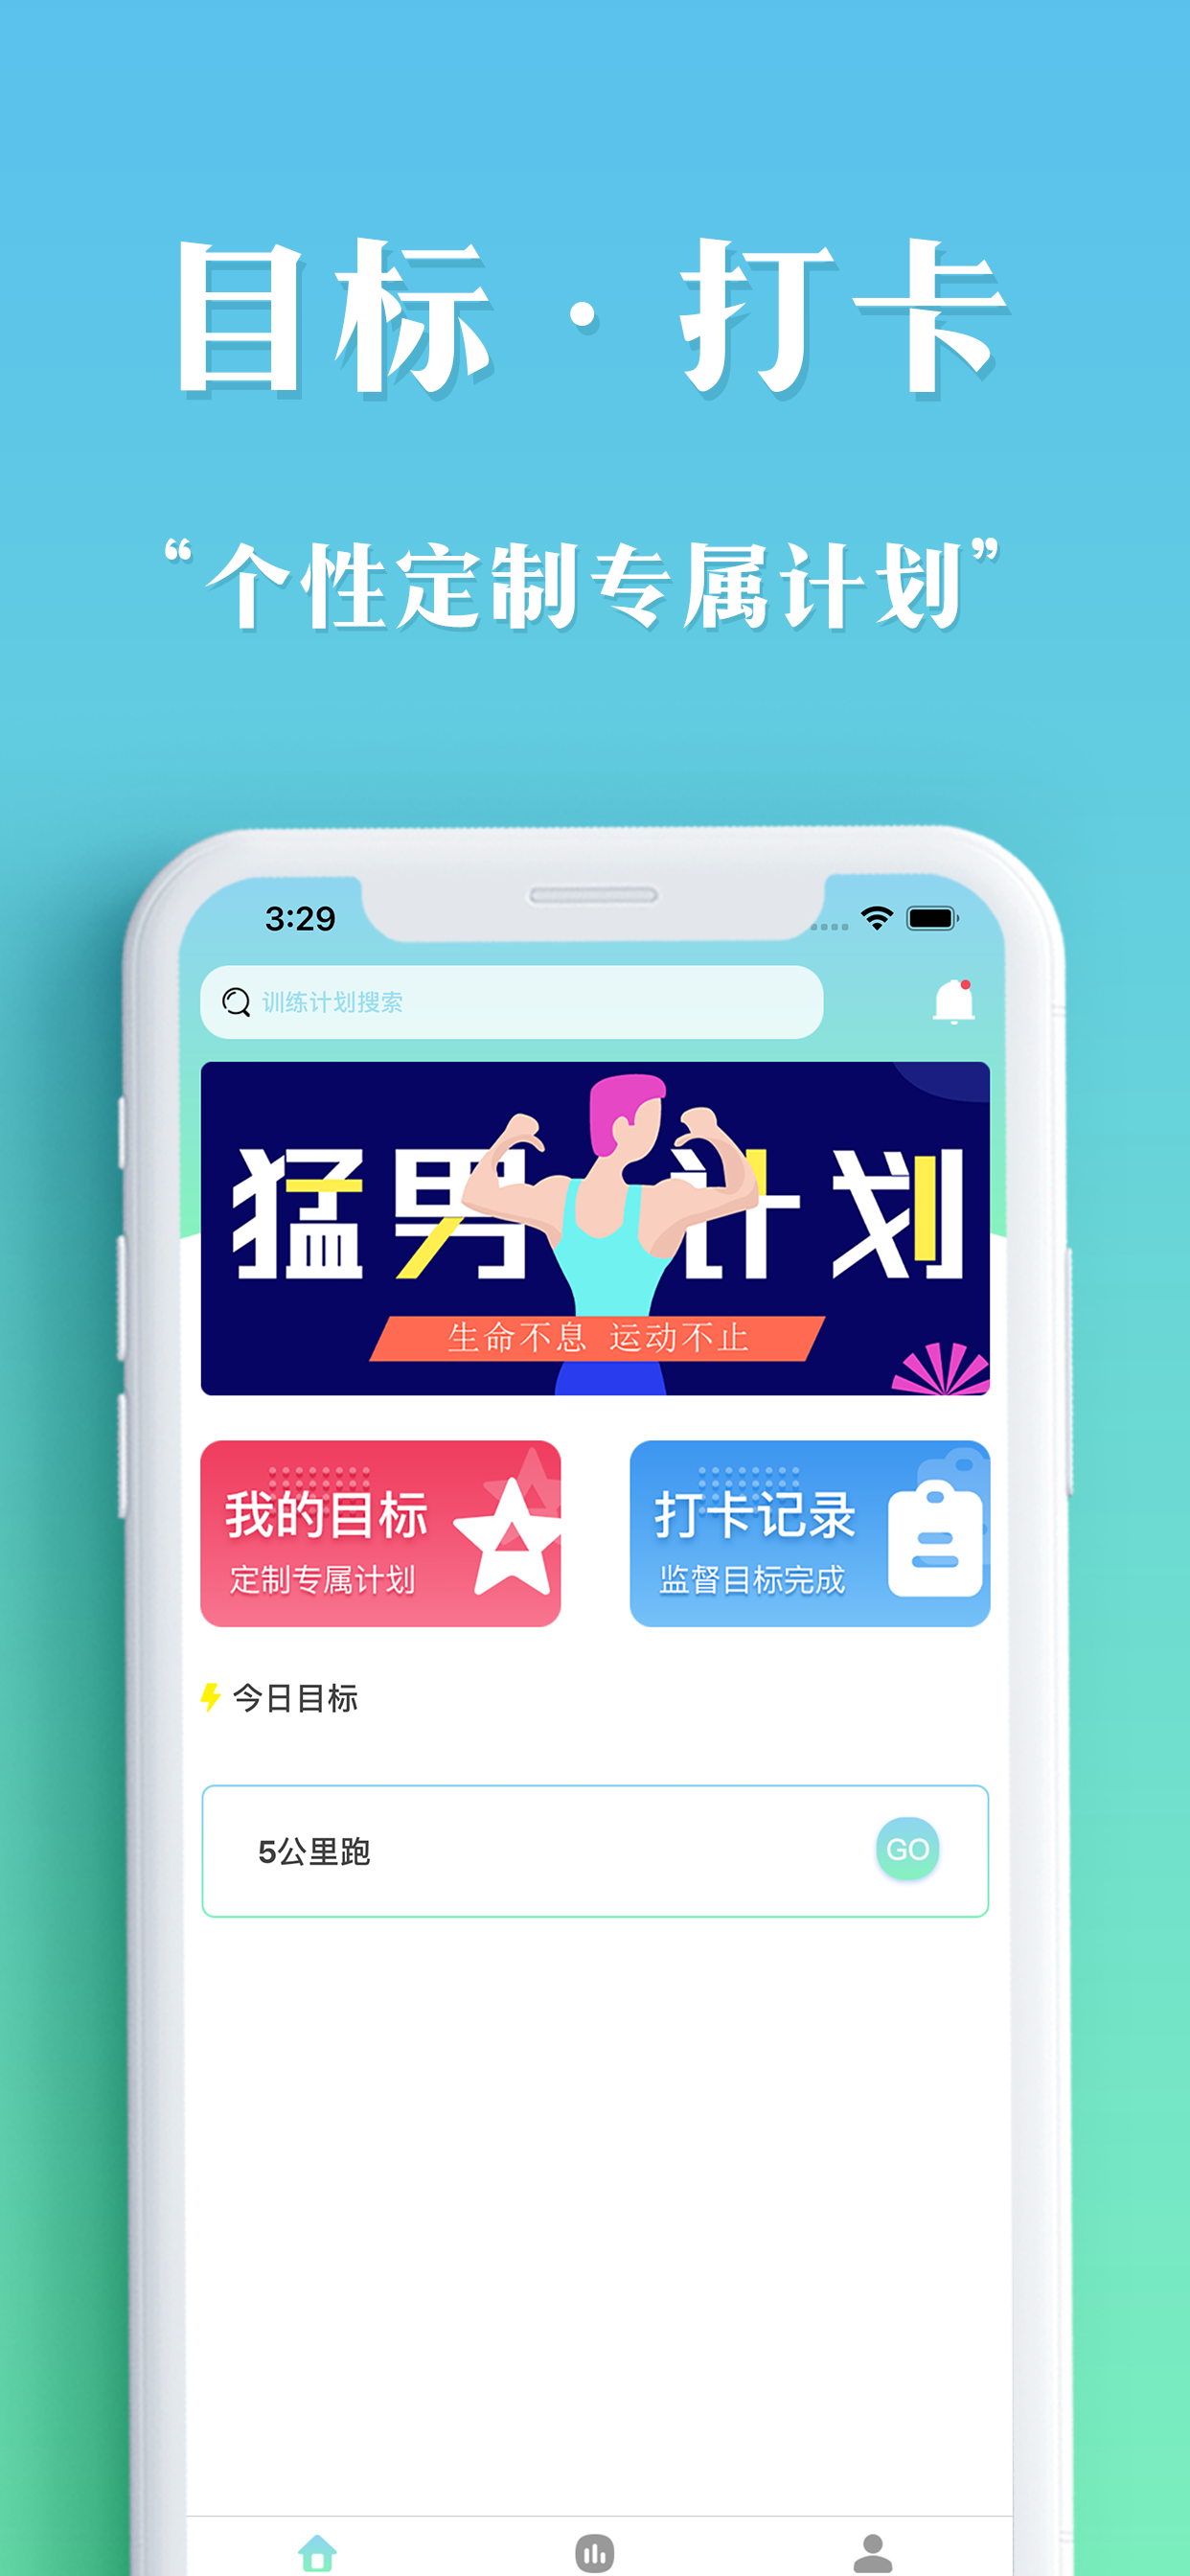 目标·打卡
“个性定制专属计划”
3:29
训练计划搜索
猛男计划
生命不息 运动不止
我的目标
定制专属计划
打卡记录
监督目标完成
今日目标
5公里跑
GO